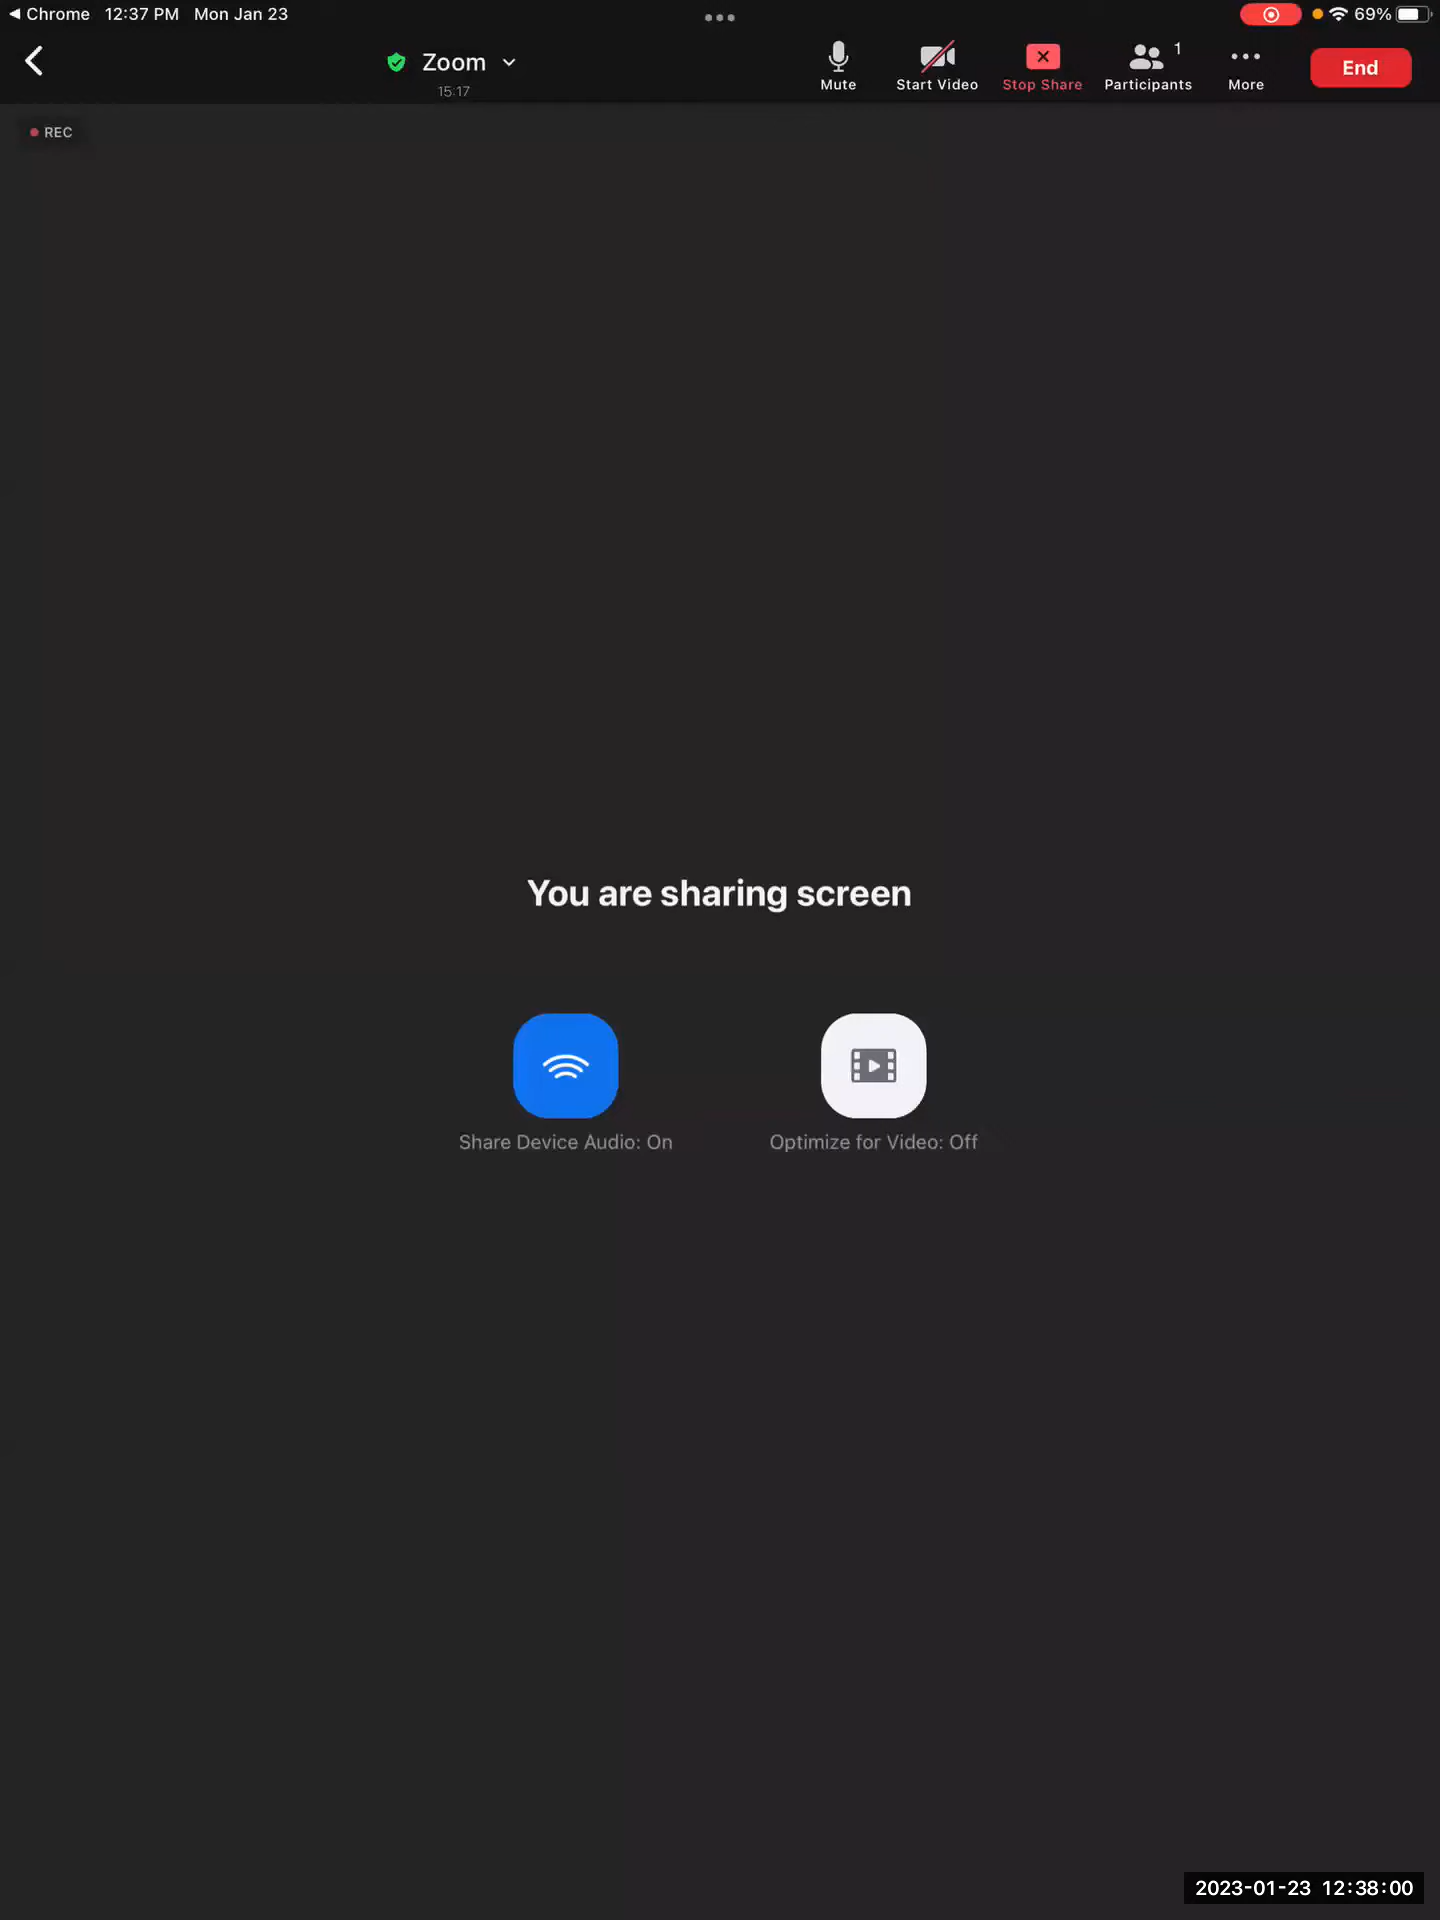 Chrome 12:37 PM Mon Jan 23
69%
Zoom
15:17
Mute
Start Video
Stop Share
Participants
1
More
End
REC
You are sharing screen
Share Device Audio: On
Optimize for Video: Off
2023-01-23 12:38:00